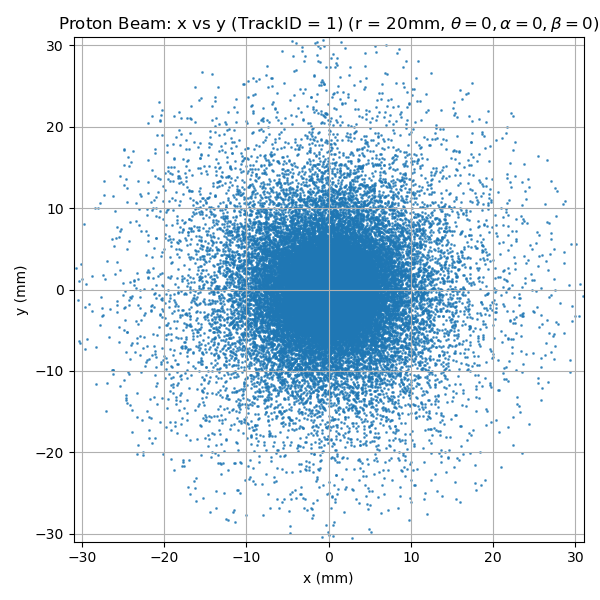 Proton Beam: x vs y (TrackID = 1) (r = 20mm, θ = 0, α = 0, β = 0)
30
20
10
0
−10
−20
−30
y (mm)
−30 −20 −10 0 10 20 30
x (mm)